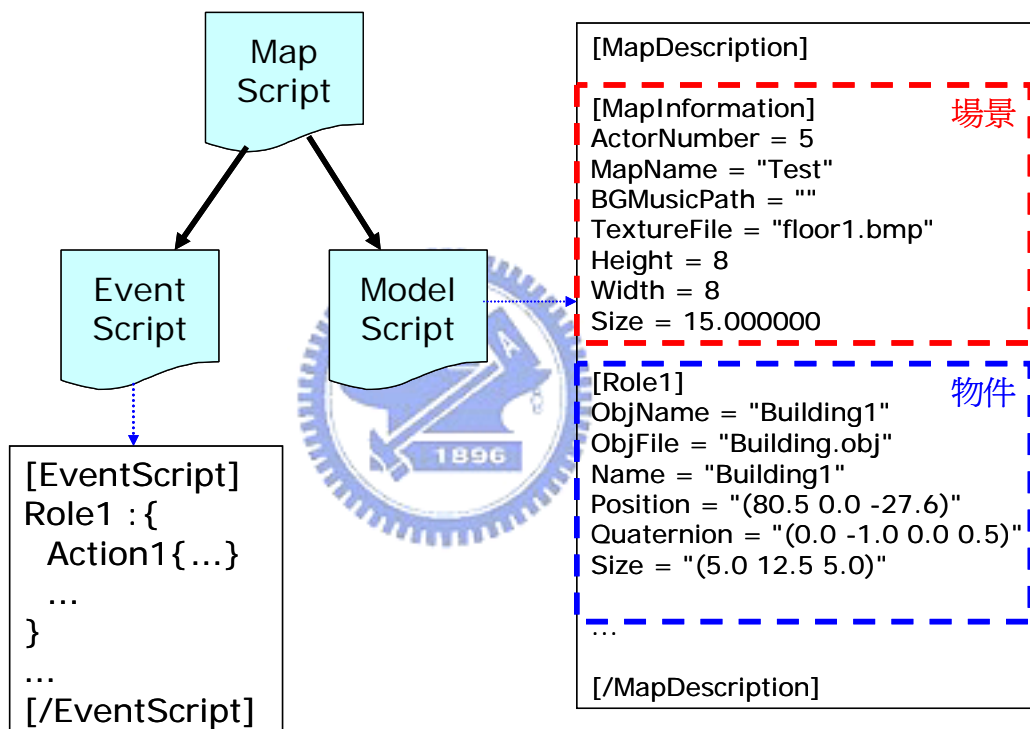 Map
Script
Event
Script
Model
Script
[EventScript]
Role1 :{
Action1{...}
...
}
...
[/EventScript]
1896
[MapDescription]
[MapInformation]
場景
ActorNumber = 5
MapName = "Test"
BGMusicPath = ""
TextureFile = "floor1.bmp"
Height = 8
Width = 8
Size = 15.000000
[Role1]
物件
ObjName = "Building1"
ObjFile = "Building.obj"
Name = "Building1"
Position = "(80.5 0.0 -27.6)"
Quaternion = "(0.0 -1.0 0.0 0.5)"
Size = "(5.0 12.5 5.0)"
...
[/MapDescription]